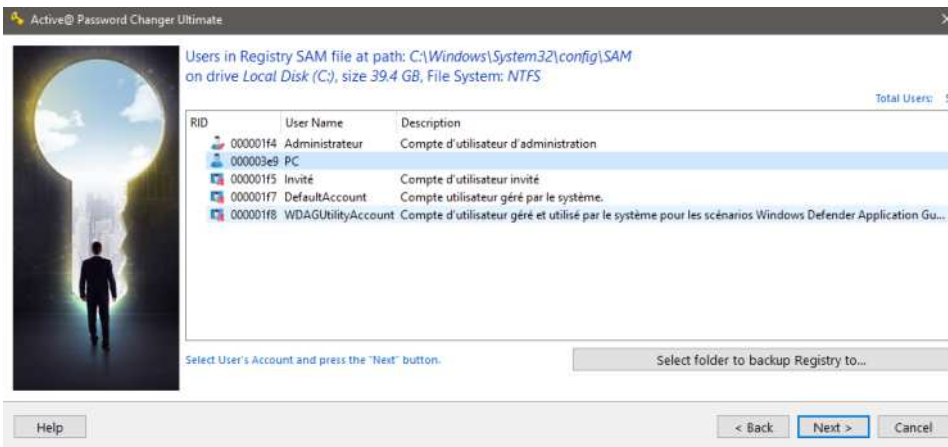 Active@ Password Changer Ultimate
Users in Registry SAM file at path: C:\Windows\System32\config\SAM
on drive Local Disk (C:), size 39.4 GB, File System: NTFS
Total Users:
RID User Name Description
000001f4 Administrateur Compte d'utilisateur d'administration
000003e9 PC
000001f5 Invité Compte d'utilisateur invité
000001f7 DefaultAccount Compte utilisateur géré par le système.
000001f8 WDAGUtilityAccount Compte d'utilisateur géré et utilisé par le système pour les scénarios Windows Defender Application Gu...
Select User's Account and press the "Next" button.
Select folder to backup Registry to...
Help
< Back
Next >
Cancel